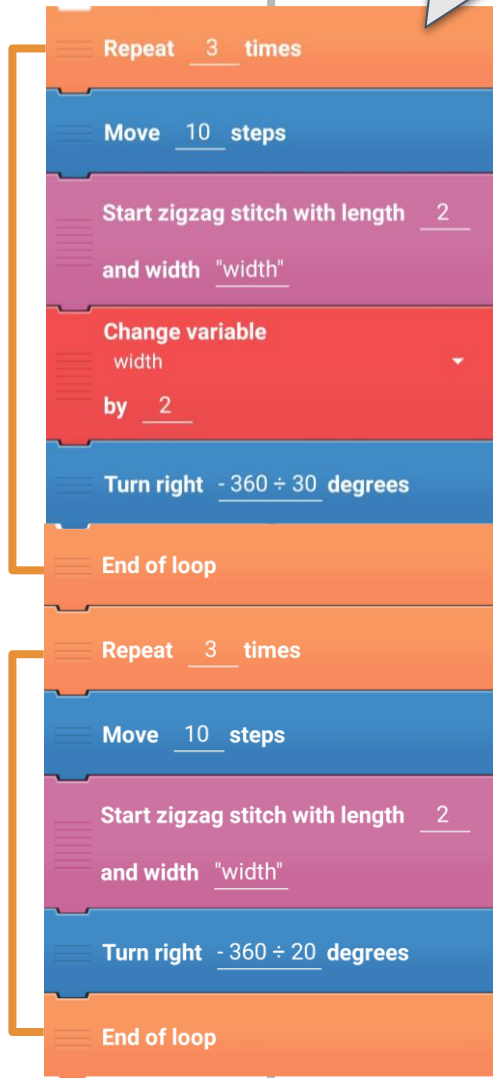 Repeat 3 times
Move 10 steps
Start zigzag stitch with length 2
and width "width"
Change variable
width
by 2
Turn right - 360 ÷ 30 degrees
End of loop
Repeat 3 times
Move 10 steps
Start zigzag stitch with length 2
and width "width"
Turn right - 360 ÷ 20 degrees
End of loop